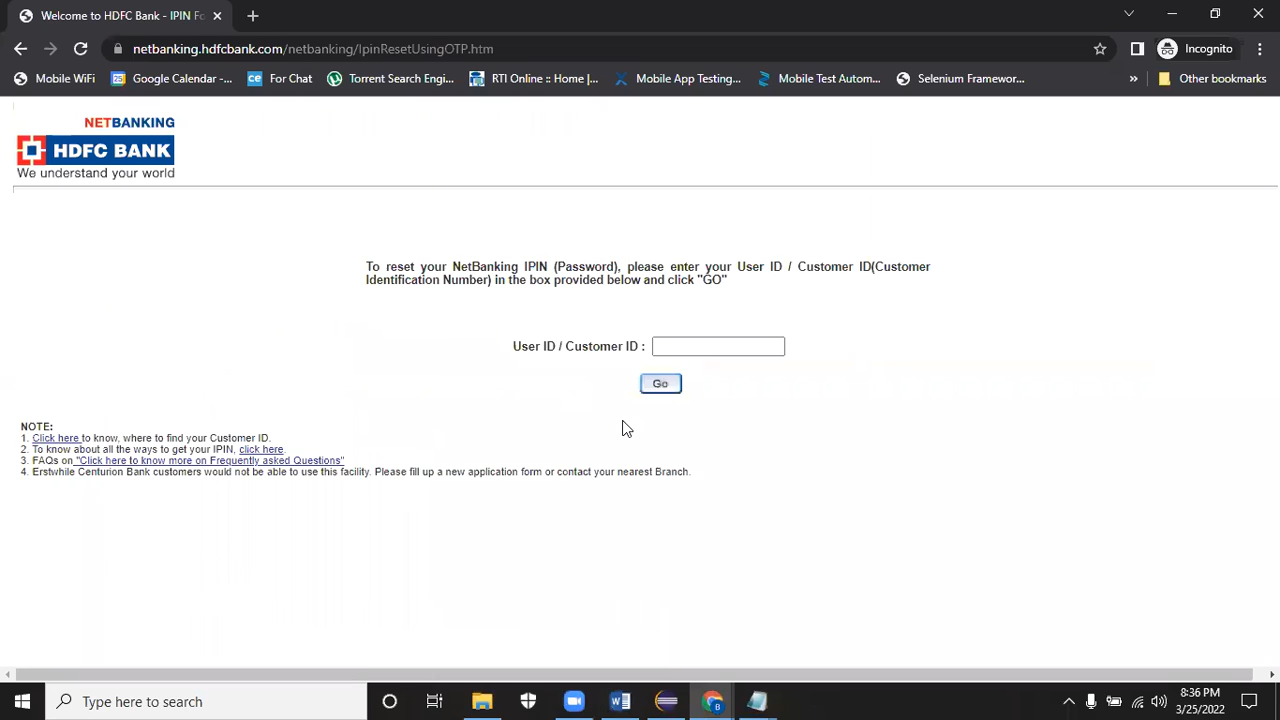 Welcome to HDFC Bank - IPIN Fo
netbanking.hdfcbank.com/netbanking/IpinResetUsingOTP.htm
Incognito
Mobile WiFi
Google Calendar -...
For Chat
Torrent Search Engi...
RTI Online :: Home |...
Mobile App Testing...
Mobile Test Autom...
Selenium Framewor...
Other bookmarks
NETBANKING
HDFC BANK
We understand your world
To reset your NetBanking IPIN (Password), please enter your User ID / Customer ID(Customer
Identification Number) in the box provided below and click "GO"
User ID / Customer ID :
Go
NOTE:
1. Click here to know, where to find your Customer ID.
2. To know about all the ways to get your IPIN, click here.
3. FAQs on "Click here to know more on Frequently asked Questions"
4. Erstwhile Centurion Bank customers would not be able to use this facility. Please fill up a new application form or contact your nearest Branch.
Type here to search
8:36 PM
3/25/2022